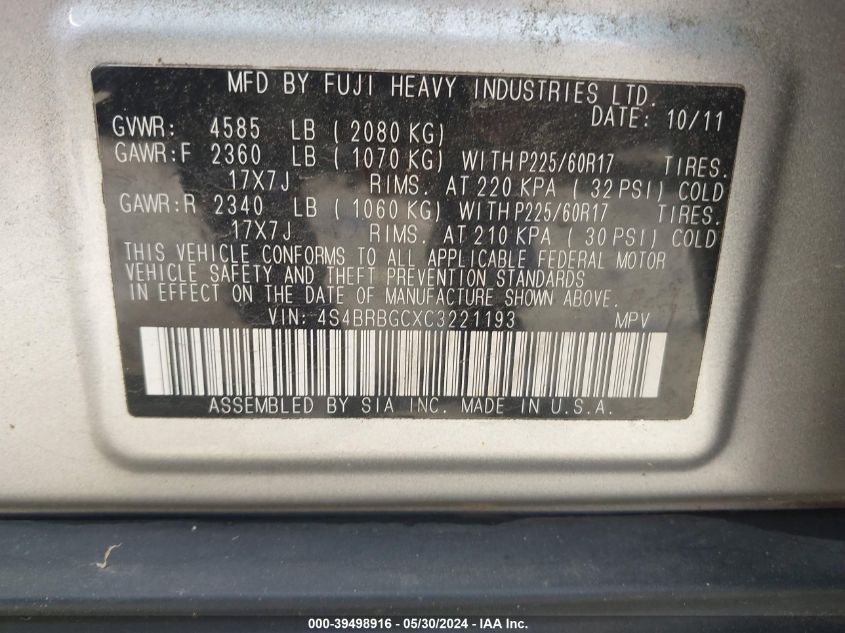 MFD BY FUJI HEAVY INDUSTRIES LTD.
DATE: 10/11
GVWR: 4585 LB ( 2080 KG)
GAWR:F 2360 LB ( 1070 KG) WITH P225/60R17 TIRES.
17X7J RIMS. AT 220 KPA ( 32 PSI) COLD
GAWR:R 2340 LB ( 1060 KG) WITH P225/60R17 TIRES.
17X7J RIMS. AT 210 KPA ( 30 PSI) COLD
THIS VEHICLE CONFORMS TO ALL APPLICABLE FEDERAL MOTOR
VEHICLE SAFETY AND THEFT PREVENTION STANDARDS
IN EFFECT ON THE DATE OF MANUFACTURE SHOWN ABOVE.
VIN: 4S4BRBGCXC3221193 MPV
ASSEMBLED BY SIA INC. MADE IN U.S.A.
000-39498916 - 05/30/2024 - IAA Inc.